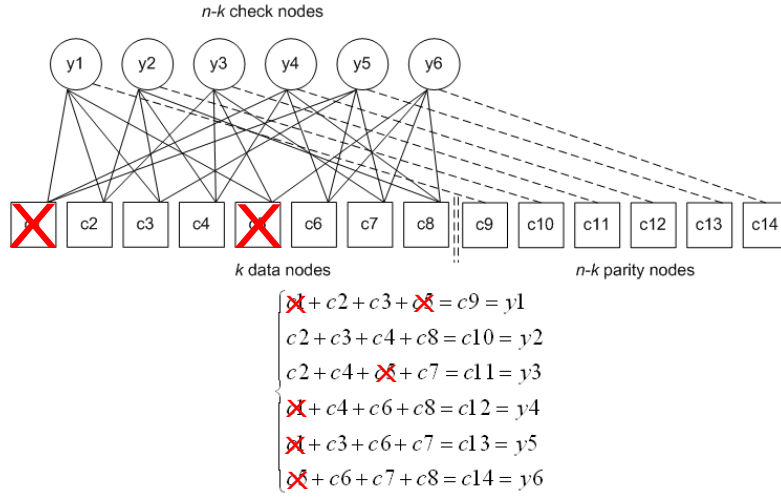 n-k check nodes
y1 y2 y3 y4 y5 y6
c2 c3 c4 c6 c7 c8 c9 c10 c11 c12 c13 c14
k data nodes n-k parity nodes
c1 + c2 + c3 + c5 = c9 = y1
c2 + c3 + c4 + c8 = c10 = y2
c2 + c4 + c5 + c7 = c11 = y3
c1 + c4 + c6 + c8 = c12 = y4
c1 + c3 + c6 + c7 = c13 = y5
c5 + c6 + c7 + c8 = c14 = y6